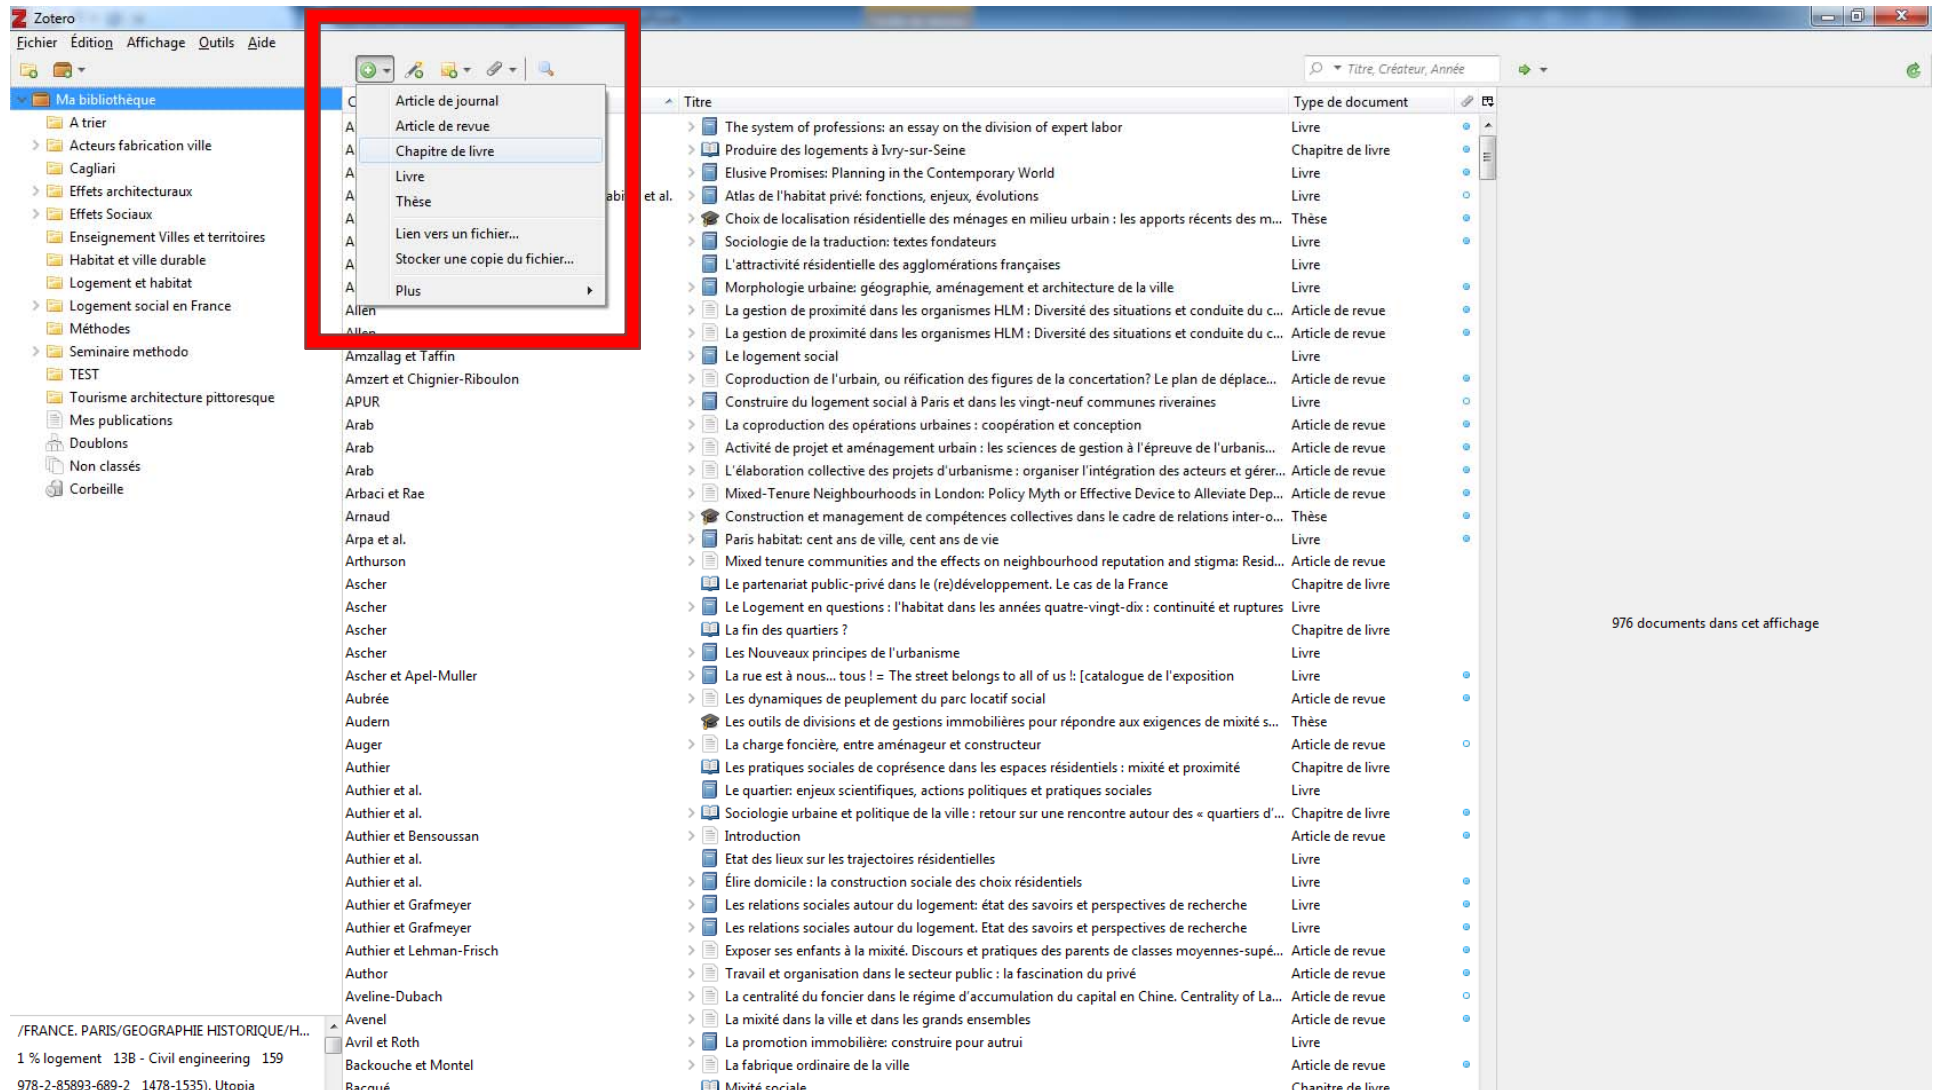 Zotero
Fichier Édition Affichage Outils Aide
Titre, Créateur, Année
Ma bibliothèque
A trier
Acteurs fabrication ville
Cagliari
Effets architecturaux
Effets Sociaux
Enseignement Villes et territoires
Habitat et ville durable
Logement et habitat
Logement social en France
Méthodes
Seminaire methodo
TEST
Tourisme architecture pittoresque
Mes publications
Doublons
Non classés
Corbeille
/FRANCE. PARIS/GEOGRAPHIE HISTORIQUE/H...
1 % logement 13B - Civil engineering 159
978-2-85893-689-2 1478-1535). Utopia
Article de journal
Article de revue
Chapitre de livre
Livre
Thèse
Lien vers un fichier...
Stocker une copie du fichier...
Plus
Titre Type de document
The system of professions: an essay on the division of expert labor Livre
Produire des logements à Ivry-sur-Seine Chapitre de livre
Elusive Promises: Planning in the Contemporary World Livre
et al. Atlas de l'habitat privé: fonctions, enjeux, évolutions Livre
Choix de localisation résidentielle des ménages en milieu urbain : les apports récents des m... Thèse
Sociologie de la traduction: textes fondateurs Livre
L'attractivité résidentielle des agglomérations françaises Livre
Morphologie urbaine: géographie, aménagement et architecture de la ville Livre
Allen La gestion de proximité dans les organismes HLM : Diversité des situations et conduite du c... Article de revue
Allen La gestion de proximité dans les organismes HLM : Diversité des situations et conduite du c... Article de revue
Amzallag et Taffin Le logement social Livre
Amzert et Chignier-Riboulon Coproduction de l'urbain, ou réification des figures de la concertation? Le plan de déplace... Article de revue
APUR Construire du logement social à Paris et dans les vingt-neuf communes riveraines Livre
Arab La coproduction des opérations urbaines : coopération et conception Article de revue
Arab Activité de projet et aménagement urbain : les sciences de gestion à l'épreuve de l'urbanis... Article de revue
Arab L'élaboration collective des projets d'urbanisme : organiser l'intégration des acteurs et gérer... Article de revue
Arbaci et Rae Mixed-Tenure Neighbourhoods in London: Policy Myth or Effective Device to Alleviate Dep... Article de revue
Arnaud Construction et management de compétences collectives dans le cadre de relations inter-o... Thèse
Arpa et al. Paris habitat: cent ans de ville, cent ans de vie Livre
Arthurson Mixed tenure communities and the effects on neighbourhood reputation and stigma: Resid... Article de revue
Ascher Le partenariat public-privé dans le (re)développement. Le cas de la France Chapitre de livre
Ascher Le Logement en questions : l'habitat dans les années quatre-vingt-dix : continuité et ruptures Livre
Ascher La fin des quartiers ? Chapitre de livre
Ascher Les Nouveaux principes de l'urbanisme Livre
Ascher et Apel-Muller La rue est à nous... tous ! = The street belongs to all of us !: [catalogue de l'exposition Livre
Aubrée Les dynamiques de peuplement du parc locatif social Article de revue
Audern Les outils de divisions et de gestions immobilières pour répondre aux exigences de mixité s... Thèse
Auger La charge foncière, entre aménageur et constructeur Article de revue
Authier Les pratiques sociales de coprésence dans les espaces résidentiels : mixité et proximité Chapitre de livre
Authier et al. Le quartier: enjeux scientifiques, actions politiques et pratiques sociales Livre
Authier et al. Sociologie urbaine et politique de la ville : retour sur une rencontre autour des « quartiers d'... Chapitre de livre
Authier et Bensoussan Introduction Article de revue
Authier et al. Etat des lieux sur les trajectoires résidentielles Livre
Authier et al. Élire domicile : la construction sociale des choix résidentiels Livre
Authier et Grafmeyer Les relations sociales autour du logement: état des savoirs et perspectives de recherche Livre
Authier et Grafmeyer Les relations sociales autour du logement. Etat des savoirs et perspectives de recherche Livre
Authier et Lehman-Frisch Exposer ses enfants à la mixité. Discours et pratiques des parents de classes moyennes-supé... Article de revue
Author Travail et organisation dans le secteur public : la fascination du privé Article de revue
Aveline-Dubach La centralité du foncier dans le régime d'accumulation du capital en Chine. Centrality of La... Article de revue
Avenel La mixité dans la ville et dans les grands ensembles Article de revue
Avril et Roth La promotion immobilière: construire pour autrui Livre
Backouche et Montel La fabrique ordinaire de la ville Article de revue
Bacqué Mixité sociale Chapitre de livre
976 documents dans cet affichage